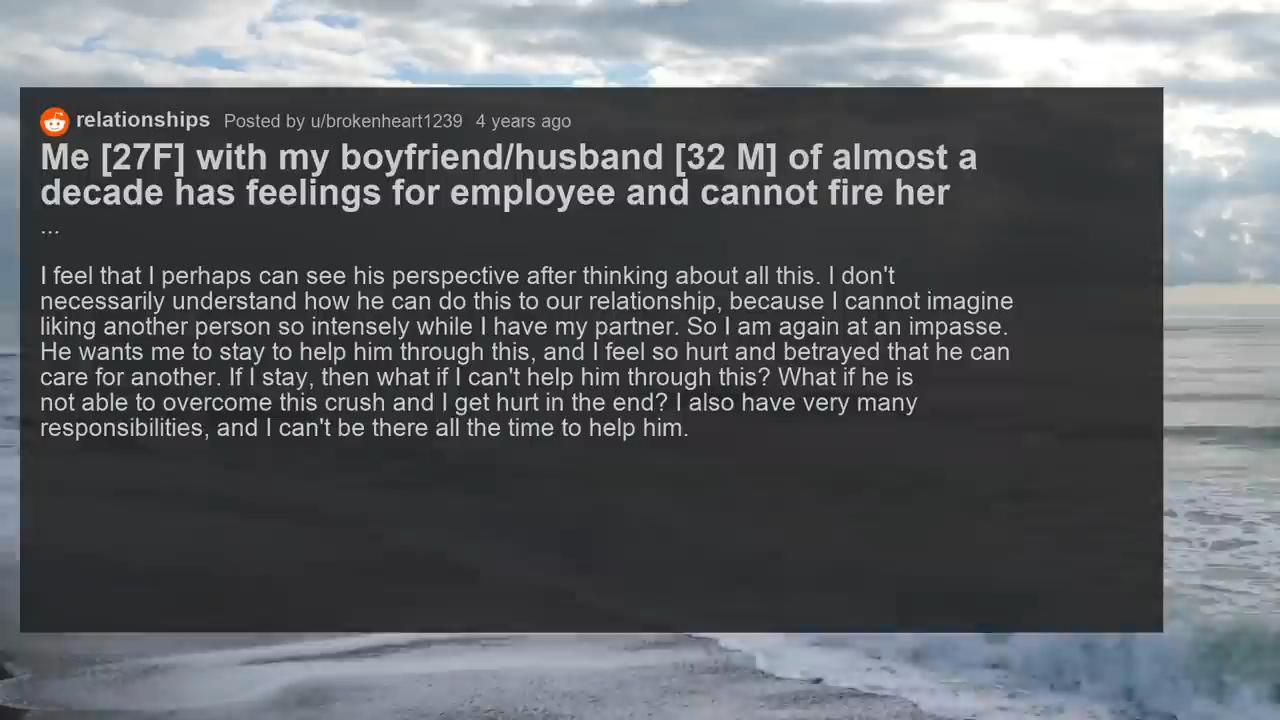 relationships Posted by u/brokenheart1239 4 years ago
Me [27F] with my boyfriend/husband [32 M] of almost a
decade has feelings for employee and cannot fire her
...
I feel that I perhaps can see his perspective after thinking about all this. I don't
necessarily understand how he can do this to our relationship, because I cannot imagine
liking another person so intensely while I have my partner. So I am again at an impasse.
He wants me to stay to help him through this, and I feel so hurt and betrayed that he can
care for another. If I stay, then what if I can't help him through this? What if he is
not able to overcome this crush and I get hurt in the end? I also have very many
responsibilities, and I can't be there all the time to help him.